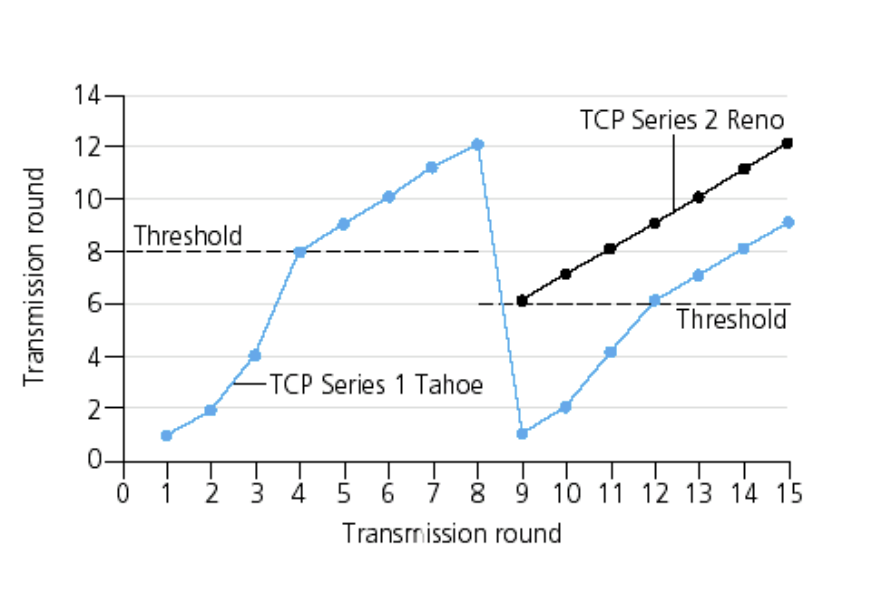 14
TCP Series 2 Reno
12
10
Threshold
8
6
Threshold
4
TCP Series 1 Tahoe
2
0
0 1 2 3 4 5 6 7 8 9 10 11 12 13 14 15
Transmission round
Transmission round